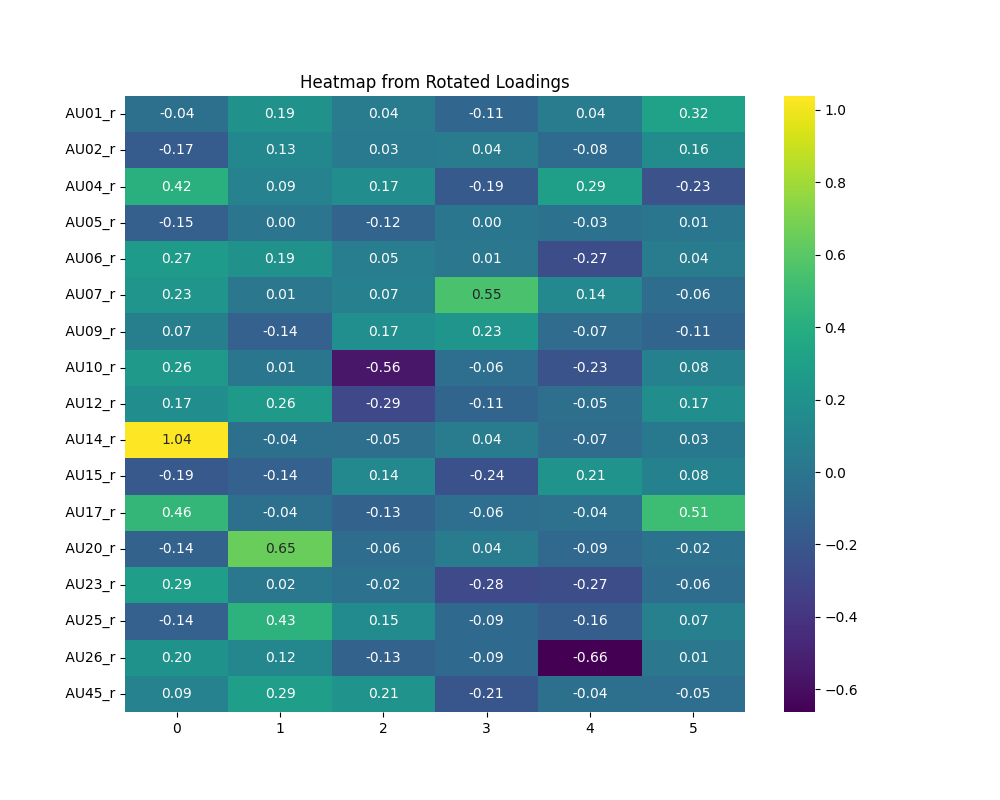 Heatmap from Rotated Loadings
AU01_r -0.04 0.19 0.04 -0.11 0.04 0.32
AU02_r -0.17 0.13 0.03 0.04 -0.08 0.16
AU04_r 0.42 0.09 0.17 -0.19 0.29 -0.23
AU05_r -0.15 0.00 -0.12 0.00 -0.03 0.01
AU06_r 0.27 0.19 0.05 0.01 -0.27 0.04
AU07_r 0.23 0.01 0.07 0.55 0.14 -0.06
AU09_r 0.07 -0.14 0.17 0.23 -0.07 -0.11
AU10_r 0.26 0.01 -0.56 -0.06 -0.23 0.08
AU12_r 0.17 0.26 -0.29 -0.11 -0.05 0.17
AU14_r 1.04 -0.04 -0.05 0.04 -0.07 0.03
AU15_r -0.19 -0.14 0.14 -0.24 0.21 0.08
AU17_r 0.46 -0.04 -0.13 -0.06 -0.04 0.51
AU20_r -0.14 0.65 -0.06 0.04 -0.09 -0.02
AU23_r 0.29 0.02 -0.02 -0.28 -0.27 -0.06
AU25_r -0.14 0.43 0.15 -0.09 -0.16 0.07
AU26_r 0.20 0.12 -0.13 -0.09 -0.66 0.01
AU45_r 0.09 0.29 0.21 -0.21 -0.04 -0.05
0 1 2 3 4 5
1.0
0.8
0.6
0.4
0.2
0.0
−0.2
−0.4
−0.6